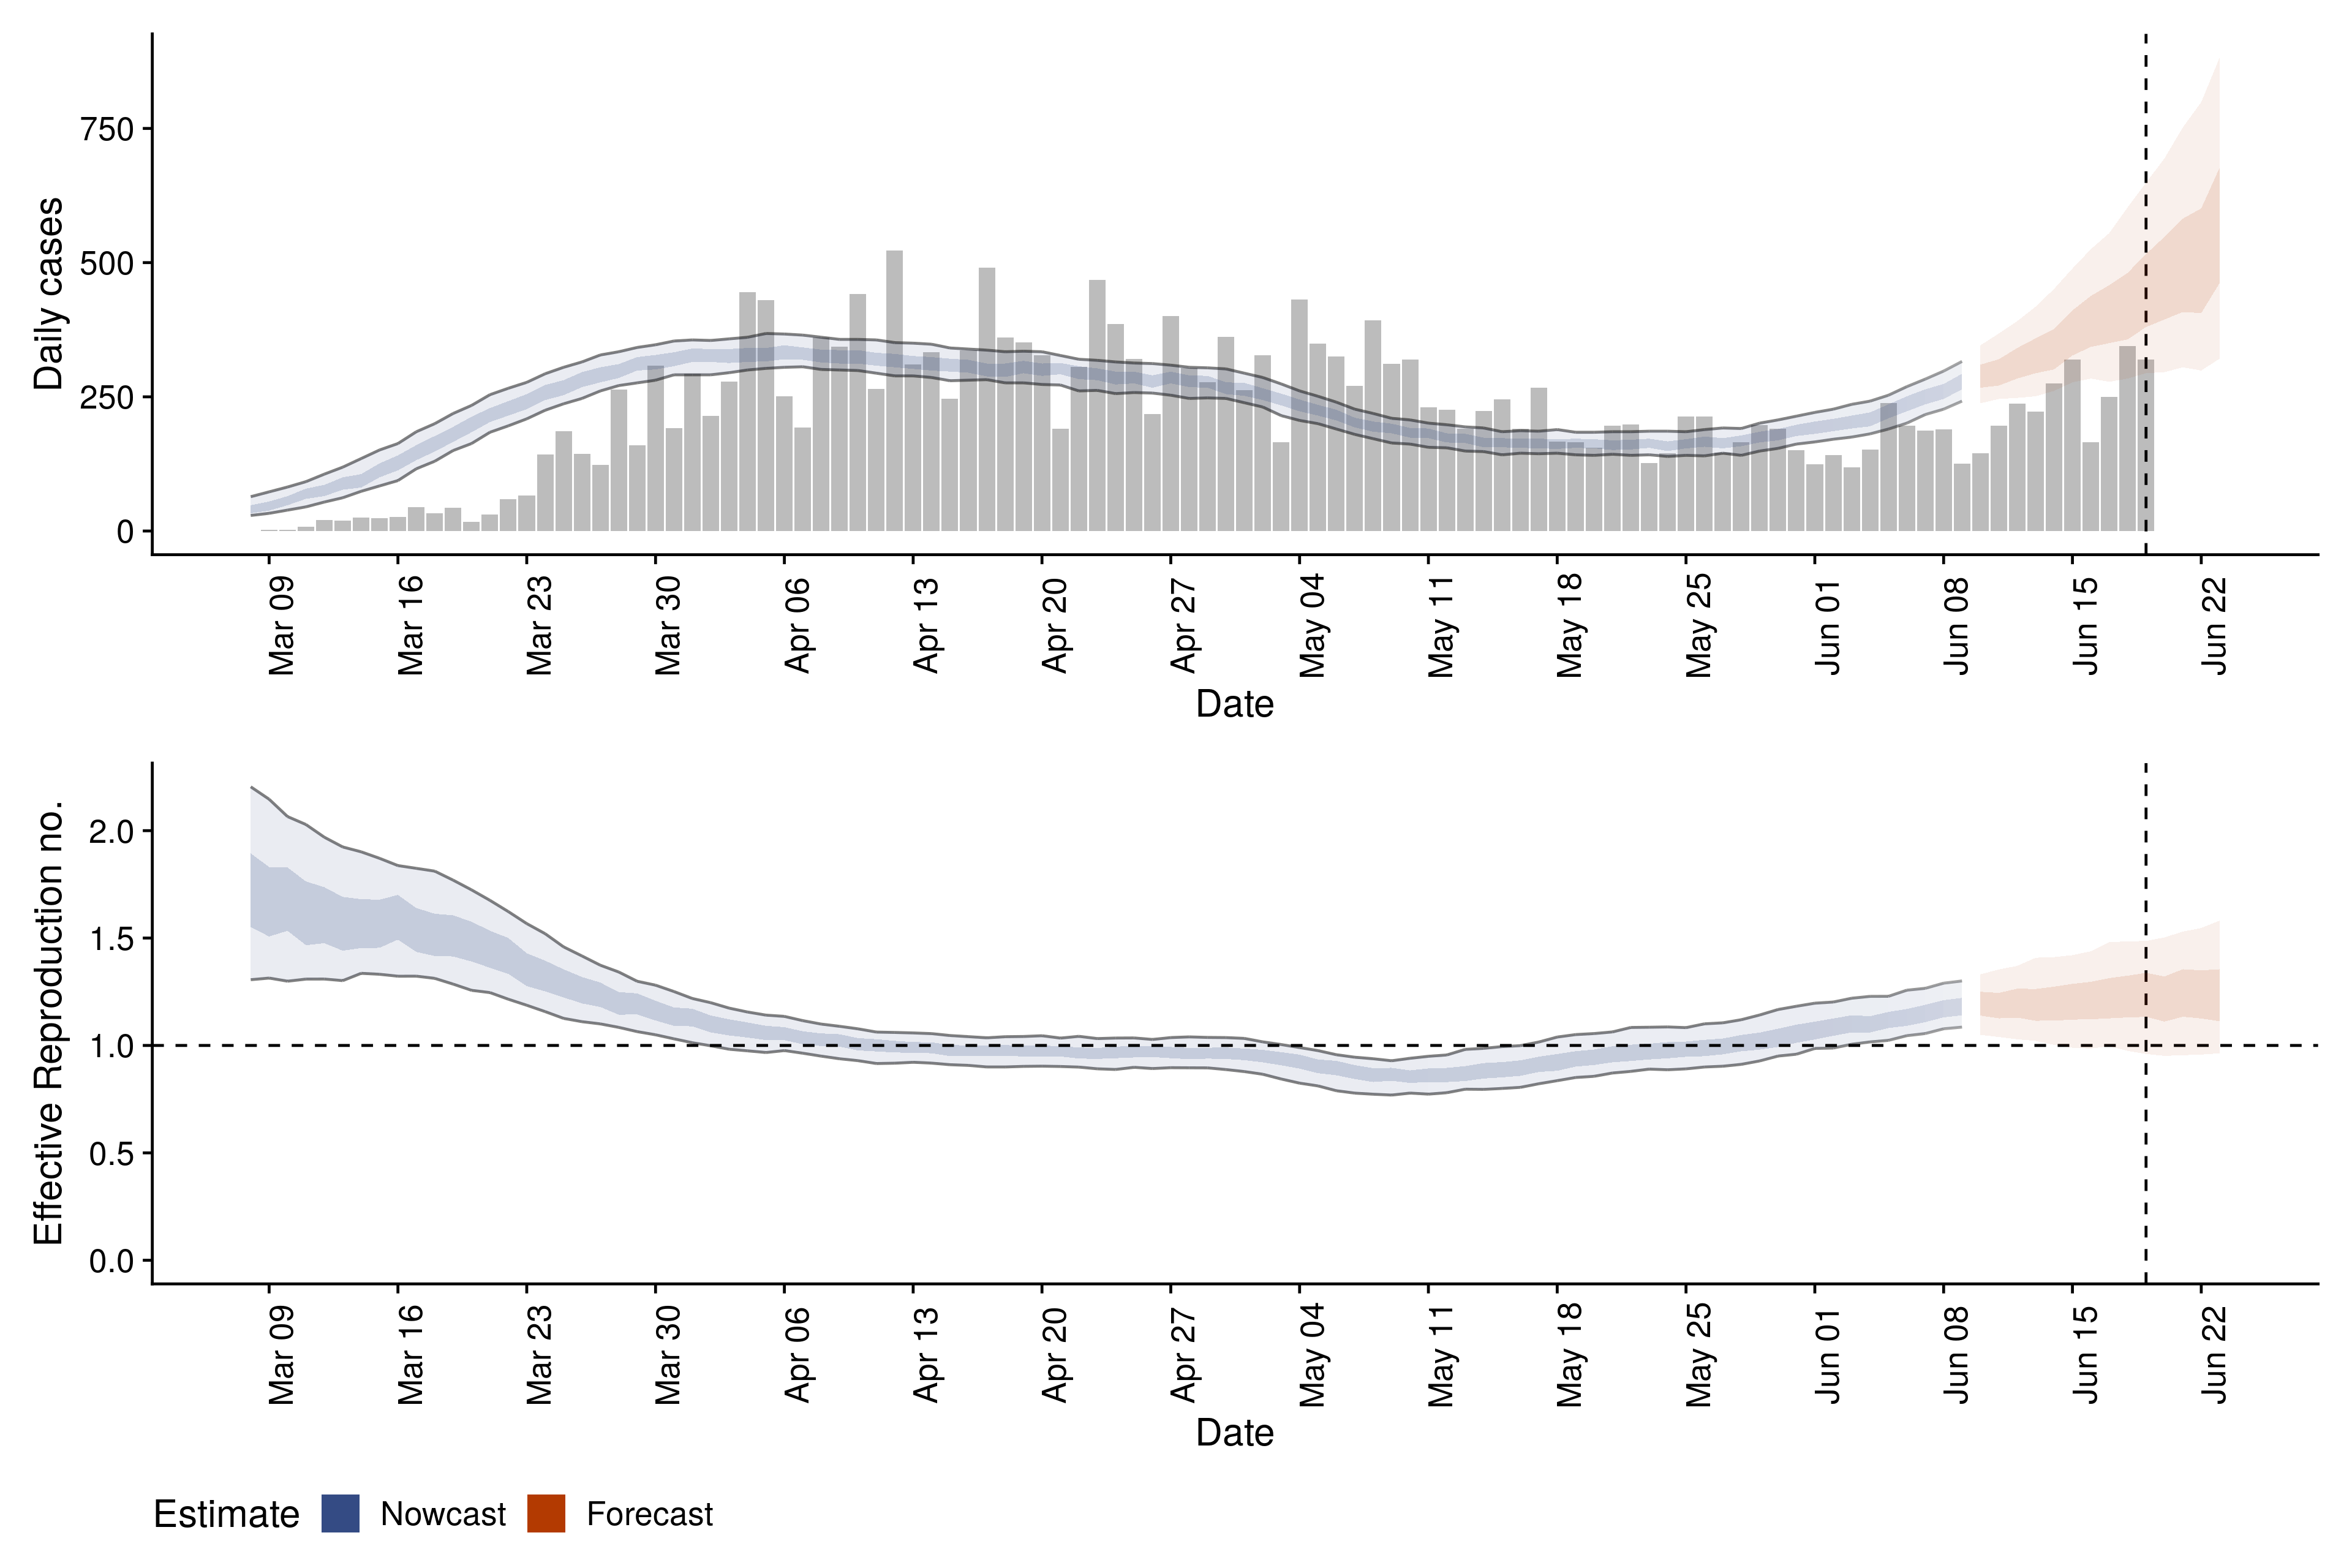 Daily cases
750
500
250
0
Mar 09
Mar 16
Mar 23
Mar 30
Apr 06
Apr 13
Apr 20
Apr 27
May 04
May 11
May 18
May 25
Jun 01
Jun 08
Jun 15
Jun 22
Date
Effective Reproduction no.
2.0
1.5
1.0
0.5
0.0
Mar 09
Mar 16
Mar 23
Mar 30
Apr 06
Apr 13
Apr 20
Apr 27
May 04
May 11
May 18
May 25
Jun 01
Jun 08
Jun 15
Jun 22
Date
Estimate Nowcast Forecast